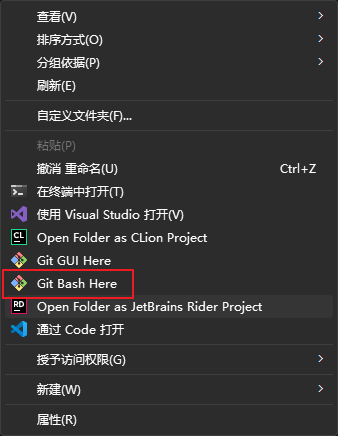 查看(V)
排序方式(O)
分组依据(P)
刷新(E)
自定义文件夹(F)...
粘贴(P)
撤消 重命名(U) Ctrl+Z
在终端中打开(T)
使用 Visual Studio 打开(V)
CL Open Folder as CLion Project
Git GUI Here
Git Bash Here
RD Open Folder as JetBrains Rider Project
通过 Code 打开
授予访问权限(G)
新建(W)
属性(R)